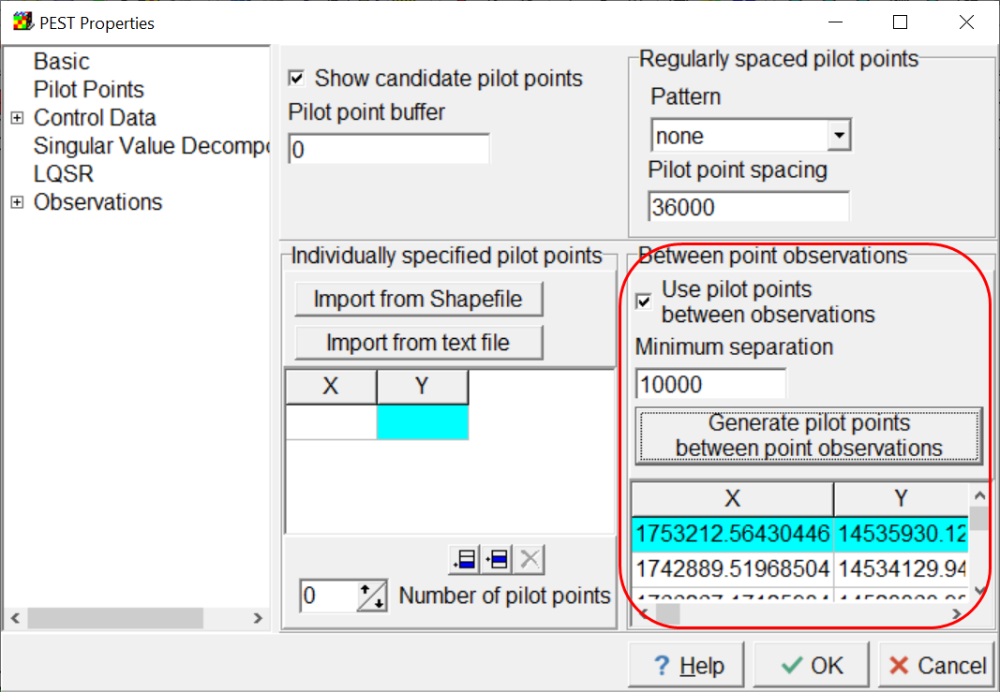 PEST Properties
Basic
Pilot Points
Control Data
Singular Value Decomp
LQSR
Observations
Show candidate pilot points
Pilot point buffer
0
Regularly spaced pilot points
Pattern
none
Pilot point spacing
36000
Individually specified pilot points
Import from Shapefile
Import from text file
X Y
0 Number of pilot points
Between point observations
Use pilot points
between observations
Minimum separation
10000
Generate pilot points
between point observations
X Y
1753212.56430446 14535930.12
1742889.51968504 14534129.94
? Help
OK
Cancel